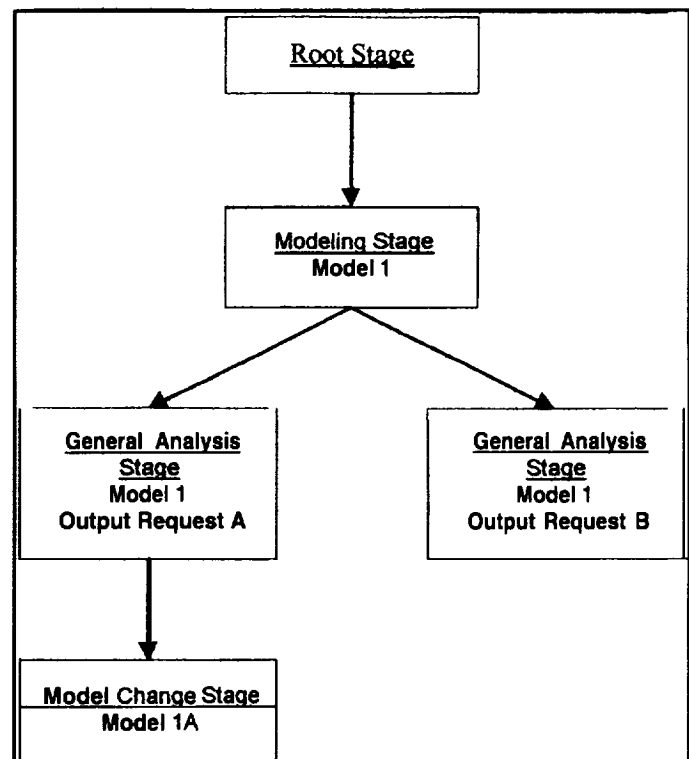 Root Stage
Modeling Stage
Model 1
General Analysis
Stage
Model 1
Output Request A
General Analysis
Stage
Model 1
Output Request B
Model Change Stage
Model 1A